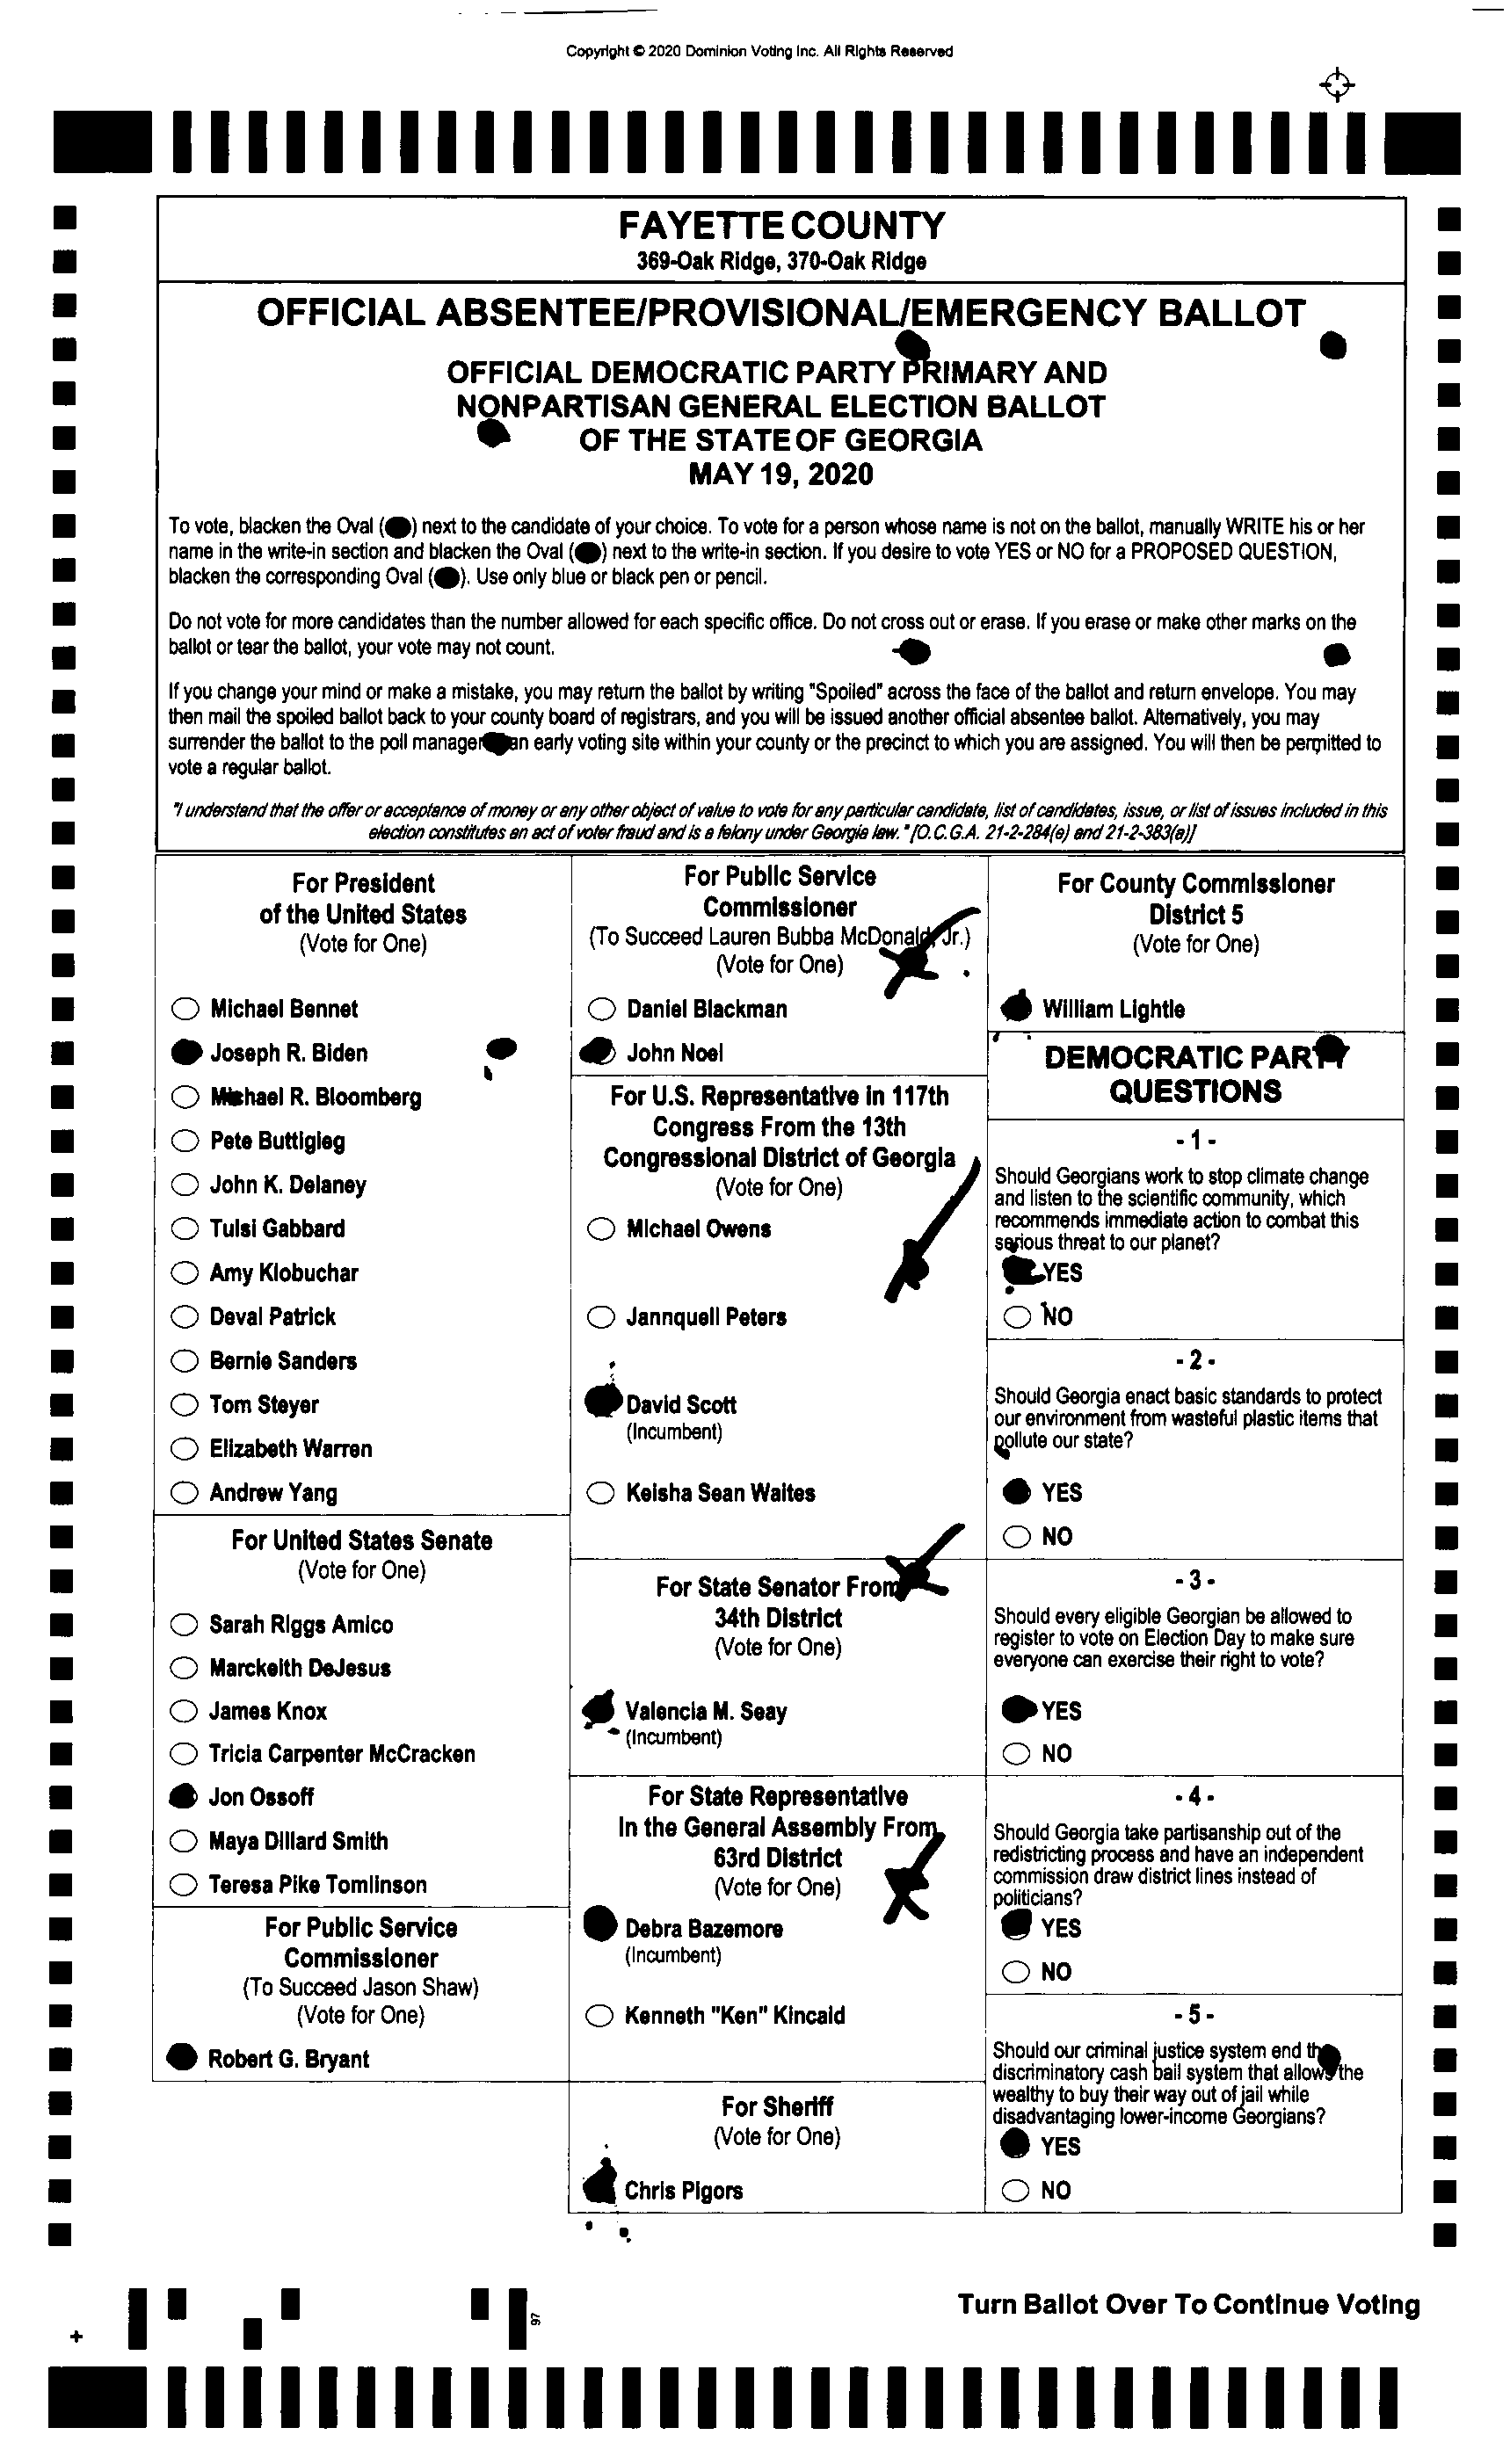 Copyright © 2020 Dominion Voting Inc. All Rights Reserved
FAYETTE COUNTY
369-Oak Ridge, 370-Oak Ridge
OFFICIAL ABSENTEE/PROVISIONAL/EMERGENCY BALLOT
OFFICIAL DEMOCRATIC PARTY PRIMARY AND
NONPARTISAN GENERAL ELECTION BALLOT
OF THE STATE OF GEORGIA
MAY 19, 2020
To vote, blacken the Oval ( ) next to the candidate of your choice. To vote for a person whose name is not on the ballot, manually WRITE his or her
name in the write-in section and blacken the Oval ( ) next to the write-in section. If you desire to vote YES or NO for a PROPOSED QUESTION,
blacken the corresponding Oval ( ). Use only blue or black pen or pencil.
Do not vote for more candidates than the number allowed for each specific office. Do not cross out or erase. If you erase or make other marks on the
ballot or tear the ballot, your vote may not count.
If you change your mind or make a mistake, you may return the ballot by writing "Spoiled" across the face of the ballot and return envelope. You may
then mail the spoiled ballot back to your county board of registrars, and you will be issued another official absentee ballot. Alternatively, you may
surrender the ballot to the poll manager an early voting site within your county or the precinct to which you are assigned. You will then be permitted to
vote a regular ballot.
"I understand that the offer or acceptance of money or any other object of value to vote for any particular candidate, list of candidates, issue, or list of issues included in this
election constitutes an act of voter fraud and is a felony under Georgia law." [O.C.G.A. 21-2-284(e) and 21-2-383(a)]
For President
of the United States
(Vote for One)
Michael Bennet
Joseph R. Biden
Michael R. Bloomberg
Pete Buttigieg
John K. Delaney
Tulsi Gabbard
Amy Klobuchar
Deval Patrick
Bernie Sanders
Tom Steyer
Elizabeth Warren
Andrew Yang
For United States Senate
(Vote for One)
Sarah Riggs Amico
Marckeith DeJesus
James Knox
Tricia Carpenter McCracken
Jon Ossoff
Maya Dillard Smith
Teresa Pike Tomlinson
For Public Service
Commissioner
(To Succeed Jason Shaw)
(Vote for One)
Robert G. Bryant
For Public Service
Commissioner
(To Succeed Lauren Bubba McDonald, Jr.)
(Vote for One)
Daniel Blackman
John Noel
For U.S. Representative in 117th
Congress From the 13th
Congressional District of Georgia
(Vote for One)
Michael Owens
Jannquell Peters
David Scott
(Incumbent)
Keisha Sean Waites
For State Senator From
34th District
(Vote for One)
Valencia M. Seay
(Incumbent)
For State Representative
In the General Assembly From
63rd District
(Vote for One)
Debra Bazemore
(Incumbent)
Kenneth "Ken" Kincaid
For Sheriff
(Vote for One)
Chris Pigors
For County Commissioner
District 5
(Vote for One)
William Lightle
DEMOCRATIC PARTY
QUESTIONS
- 1 -
Should Georgians work to stop climate change
and listen to the scientific community, which
recommends immediate action to combat this
serious threat to our planet?
YES
NO
- 2 -
Should Georgia enact basic standards to protect
our environment from wasteful plastic items that
pollute our state?
YES
NO
- 3 -
Should every eligible Georgian be allowed to
register to vote on Election Day to make sure
everyone can exercise their right to vote?
YES
NO
- 4 -
Should Georgia take partisanship out of the
redistricting process and have an independent
commission draw district lines instead of
politicians?
YES
NO
- 5 -
Should our criminal justice system end the
discriminatory cash bail system that allows the
wealthy to buy their way out of jail while
disadvantaging lower-income Georgians?
YES
NO
Turn Ballot Over To Continue Voting
97